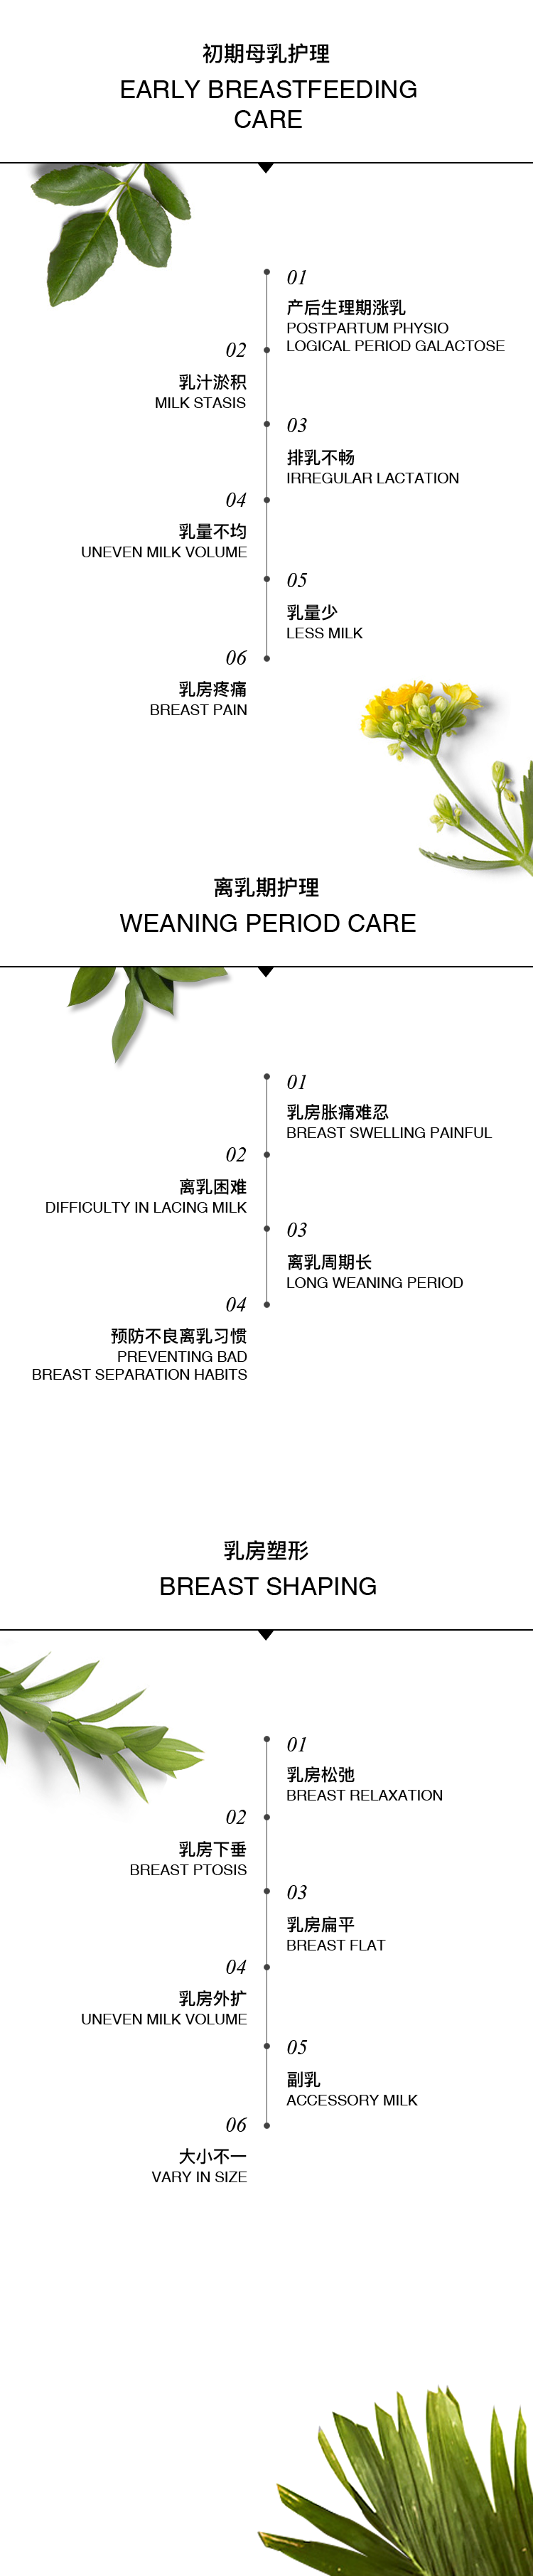 初期母乳护理
EARLY BREASTFEEDING
CARE
01
产后生理期涨乳
POSTPARTUM PHYSIO
LOGICAL PERIOD GALACTOSE
02
乳汁淤积
MILK STASIS
03
排乳不畅
IRREGULAR LACTATION
04
乳量不均
UNEVEN MILK VOLUME
05
乳量少
LESS MILK
06
乳房疼痛
BREAST PAIN
离乳期护理
WEANING PERIOD CARE
01
乳房胀痛难忍
BREAST SWELLING PAINFUL
02
离乳困难
DIFFICULTY IN LACING MILK
03
离乳周期长
LONG WEANING PERIOD
04
预防不良离乳习惯
PREVENTING BAD
BREAST SEPARATION HABITS
乳房塑形
BREAST SHAPING
01
乳房松弛
BREAST RELAXATION
02
乳房下垂
BREAST PTOSIS
03
乳房扁平
BREAST FLAT
04
乳房外扩
UNEVEN MILK VOLUME
05
副乳
ACCESSORY MILK
06
大小不一
VARY IN SIZE